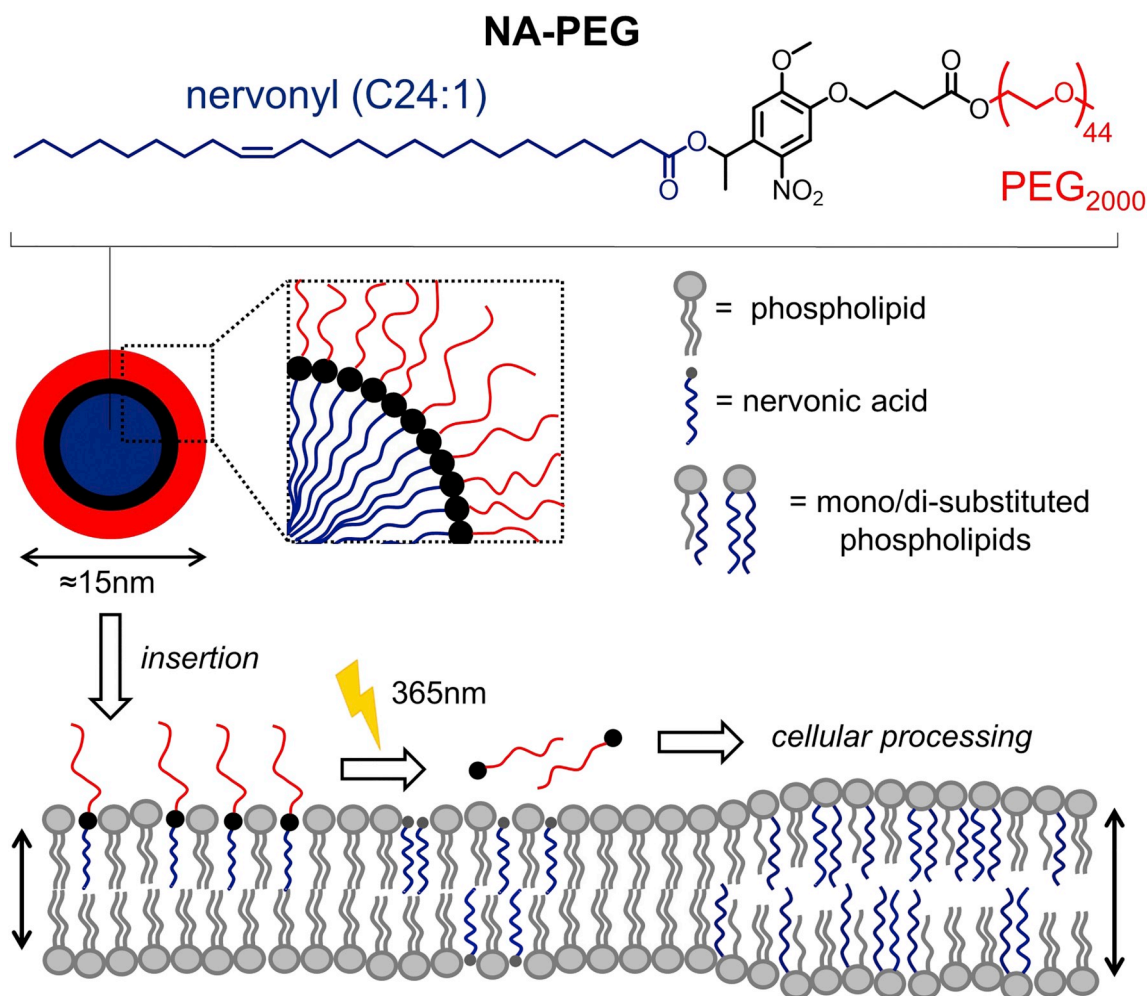 NA-PEG
nervonyl (C24:1)
O
O
O
O
NO₂
O
O
O
O
44
PEG₂₀₀₀
= phospholipid
= nervonic acid
= mono/di-substituted
phospholipids
≈15nm
insertion
365nm
cellular processing